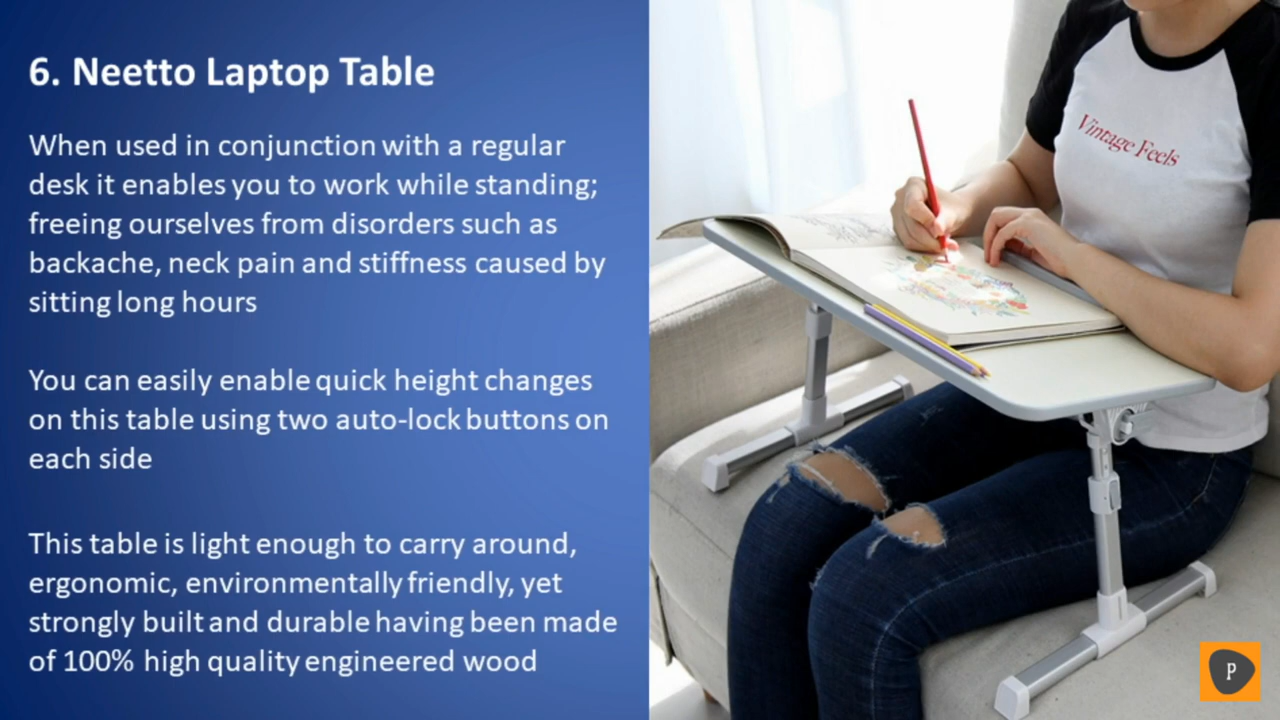 6. Neetto Laptop Table
When used in conjunction with a regular
desk it enables you to work while standing;
freeing ourselves from disorders such as
backache, neck pain and stiffness caused by
sitting long hours
You can easily enable quick height changes
on this table using two auto-lock buttons on
each side
This table is light enough to carry around,
ergonomic, environmentally friendly, yet
strongly built and durable having been made
of 100% high quality engineered wood
Vintage Feels
P